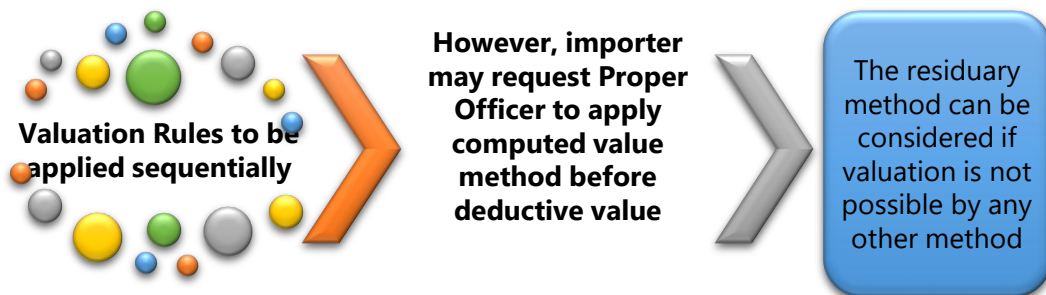 Valuation Rules to be
applied sequentially
However, importer
may request Proper
Officer to apply
computed value
method before
deductive value
The residuary
method can be
considered if
valuation is not
possible by any
other method